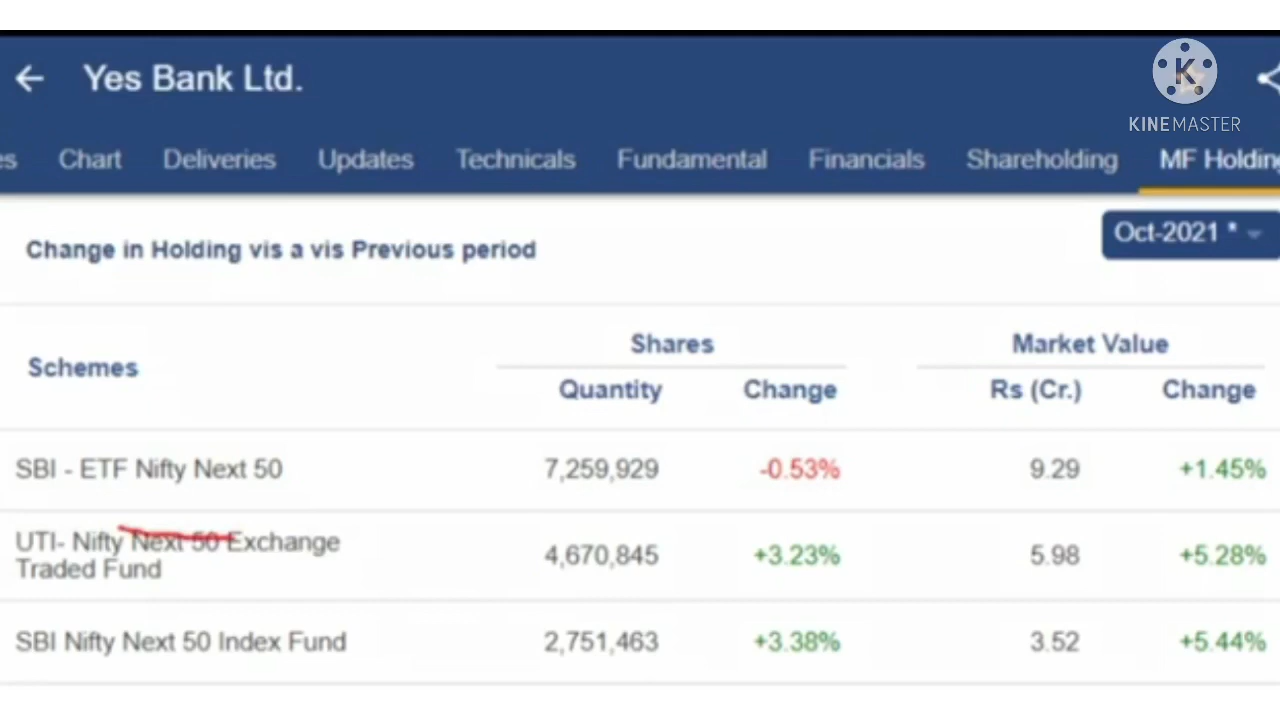 Yes Bank Ltd.
K
KINEMASTER
es Chart Deliveries Updates Technicals Fundamental Financials Shareholding MF Holding
Change in Holding vis a vis Previous period
Oct-2021 *
Schemes
Shares Market Value
Quantity Change Rs (Cr.) Change
SBI - ETF Nifty Next 50 7,259,929 -0.53% 9.29 +1.45%
UTI- Nifty Next 50 Exchange
Traded Fund 4,670,845 +3.23% 5.98 +5.28%
SBI Nifty Next 50 Index Fund 2,751,463 +3.38% 3.52 +5.44%